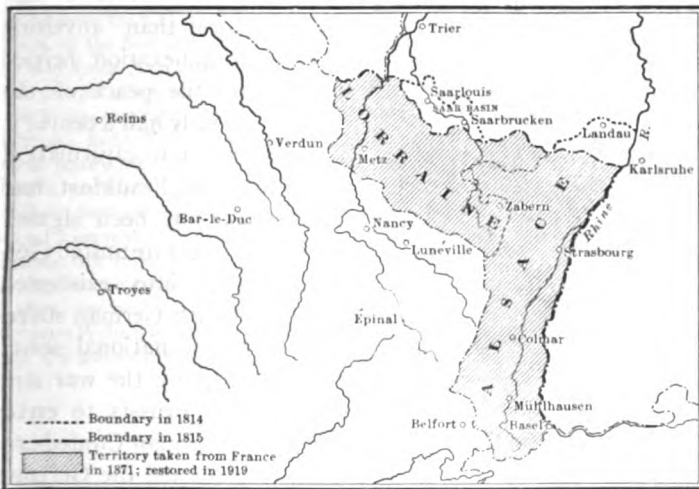 Trier
Reims
Verdun
LORRAINE
Metz
Saarlouis
SAAR BASIN
Saarbrucken
Landau
R.
Karlsruhe
Bar-le-Duc
Nancy
Lunéville
Zabern
ALSACE
Rhine
Strasbourg
Troyes
Epinal
Colmar
Mühlhausen
Belfort
Basel
Boundary in 1814
Boundary in 1815
Territory taken from France
in 1871; restored in 1919